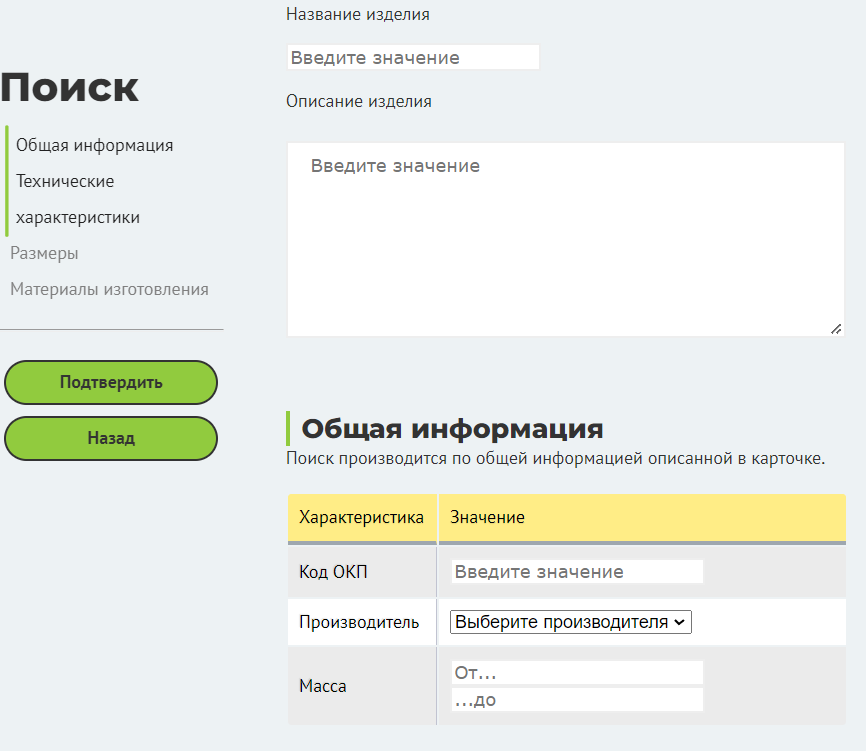 Поиск
Общая информация
Технические
характеристики
Размеры
Материалы изготовления
Подтвердить
Назад
Название изделия
Введите значение
Описание изделия
Введите значение
Общая информация
Поиск производится по общей информацией описанной в карточке.
Характеристика Значение
Код ОКП Введите значение
Производитель Выберите производителя
Масса От...
...до